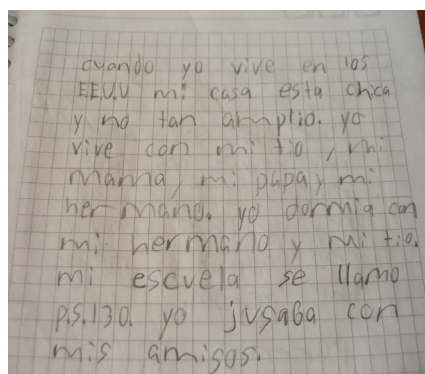 cuando yo vive en los
EE.U.U mi casa esta chica
y no tan amplio. yo
vive con mi tio, mi
mama, mi papa y mi
hermano. yo dormia con
mi hermano y mi tio.
mi escuela se llamo
P.S.130. yo jugaba con
mis amigos.